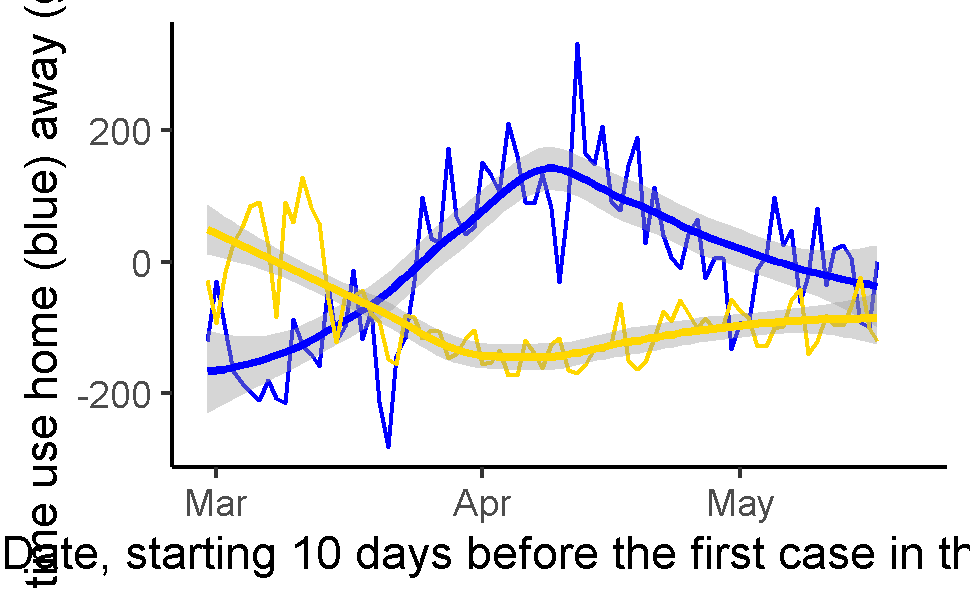 time use home (blue) away (
200
0
-200
Mar Apr May
Date, starting 10 days before the first case in th